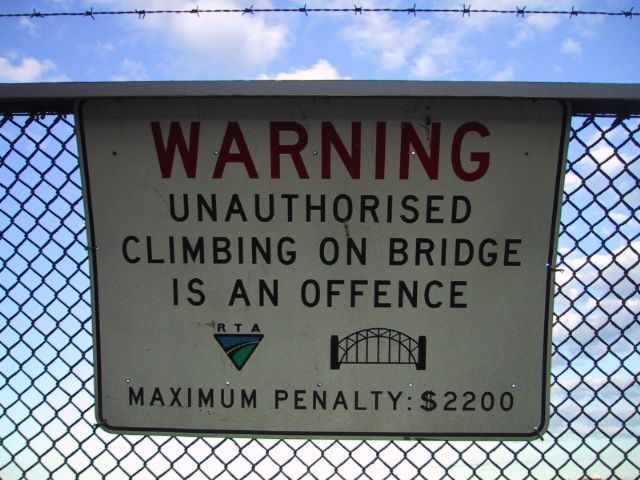 WARNING
UNAUTHORISED
CLIMBING ON BRIDGE
IS AN OFFENCE
RTA
MAXIMUM PENALTY: $2200